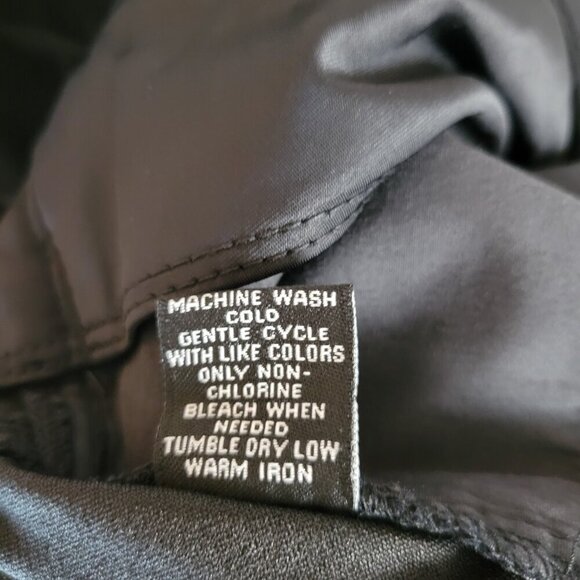 MACHINE WASH
COLD
GENTLE CYCLE
WITH LIKE COLORS
ONLY NON-
CHLORINE
BLEACH WHEN
NEEDED
TUMBLE DRY LOW
WARM IRON